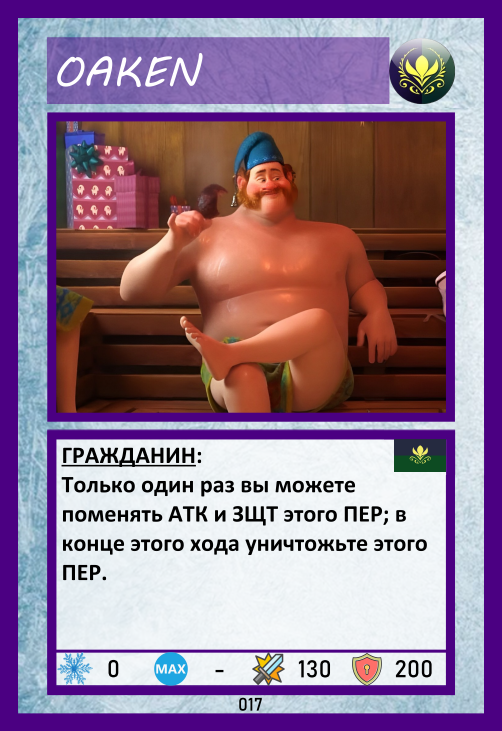 OAKEN
ГРАЖДАНИН:
Только один раз вы можете
поменять АТК и ЗЩТ этого ПЕР; в
конце этого хода уничтожьте этого
ПЕР.
0 MAX - 130 200
017